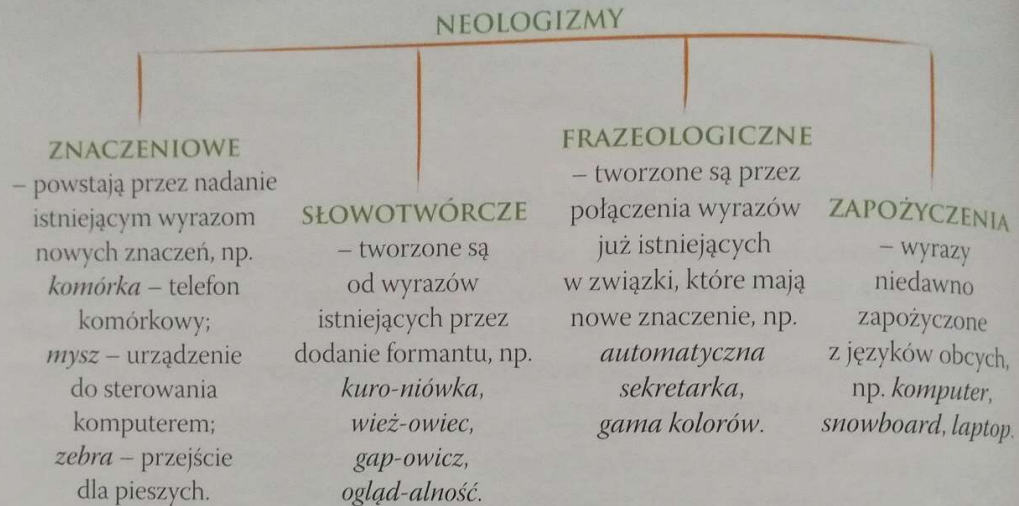 NEOLOGIZMY
ZNACZENIOWE
– powstają przez nadanie
istniejącym wyrazom
nowych znaczeń, np.
komórka – telefon
komórkowy;
mysz – urządzenie
do sterowania
komputerem;
zebra – przejście
dla pieszych.
SŁOWOTWÓRCZE
– tworzone są
od wyrazów
istniejących przez
dodanie formantu, np.
kuro-niówka,
wież-owiec,
gap-owicz,
ogląd-alność.
FRAZEOLOGICZNE
– tworzone są przez
połączenia wyrazów
już istniejących
w związki, które mają
nowe znaczenie, np.
automatyczna
sekretarka,
gama kolorów.
ZAPOŻYCZENIA
– wyrazy
niedawno
zapożyczone
z języków obcych,
np. komputer,
snowboard, laptop.